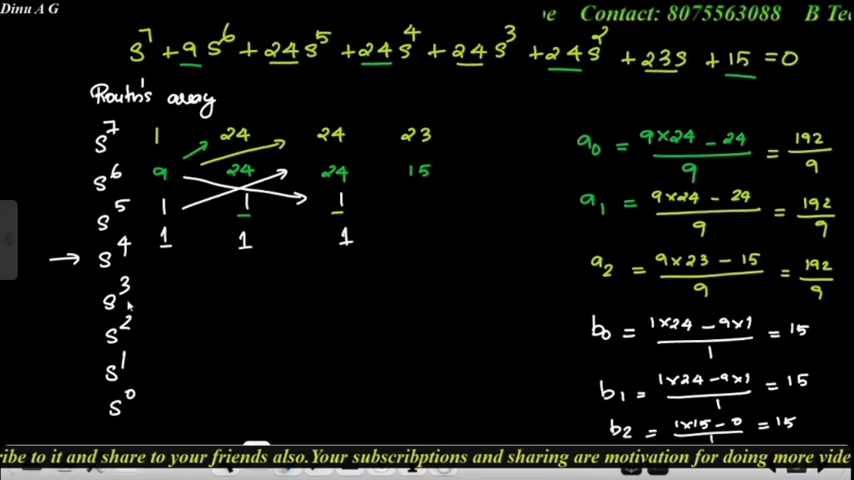 Dinu A G
Contact: 8075563088 B Te
s⁷ + 9s⁶ + 24s⁵ + 24s⁴ + 24s³ + 24s² + 23s + 15 = 0
Routh's array
s⁷ 1 24 24 23
s⁶ 9 24 24 15
s⁵ 1 1 1
s⁴ 1 1 1
s³
s²
s¹
s⁰
a₀ = (9×24 – 24)/9 = 192/9
a₁ = (9×24 – 24)/9 = 192/9
a₂ = (9×23 – 15)/9 = 192/9
b₀ = (1×24 – 9×1)/1 = 15
b₁ = (1×24 – 9×1)/1 = 15
b₂ = (1×15 – 0)/1 = 15
ribe to it and share to your friends also.Your subscribptions and sharing are motivation for doing more vide